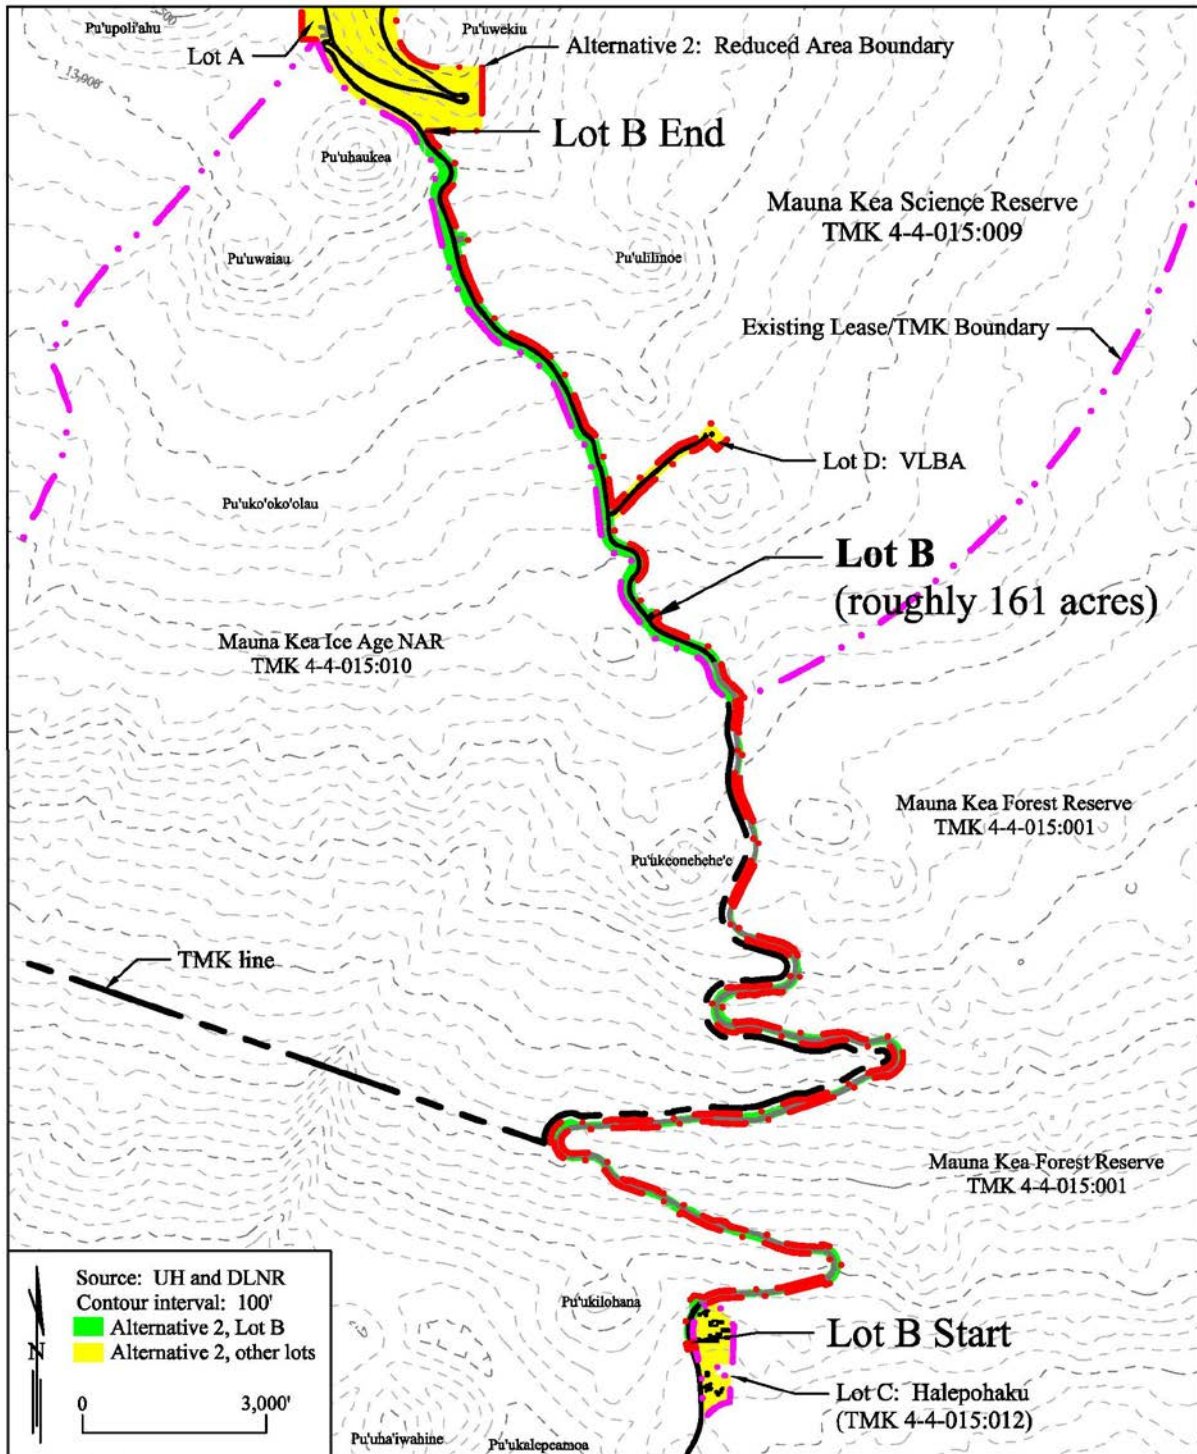 Pu'upoli'ahu
Pu'uwekiu
Lot A
Alternative 2: Reduced Area Boundary
13,000
Lot B End
Pu'uhaukea
Mauna Kea Science Reserve
TMK 4-4-015:009
Pu'uwaiau
Pu'ulilinoe
Existing Lease/TMK Boundary
Lot D: VLBA
Pu'uko'oko'olau
Lot B
(roughly 161 acres)
Mauna Kea Ice Age NAR
TMK 4-4-015:010
Mauna Kea Forest Reserve
TMK 4-4-015:001
Pu'ukeonehehe'e
TMK line
Mauna Kea Forest Reserve
TMK 4-4-015:001
Source: UH and DLNR
Contour interval: 100'
Alternative 2, Lot B
Alternative 2, other lots
N
0 3,000'
Pu'ukilohana
Lot B Start
Lot C: Halepohaku
(TMK 4-4-015:012)
Pu'uha'iwahine
Pu'ukalepeamoa